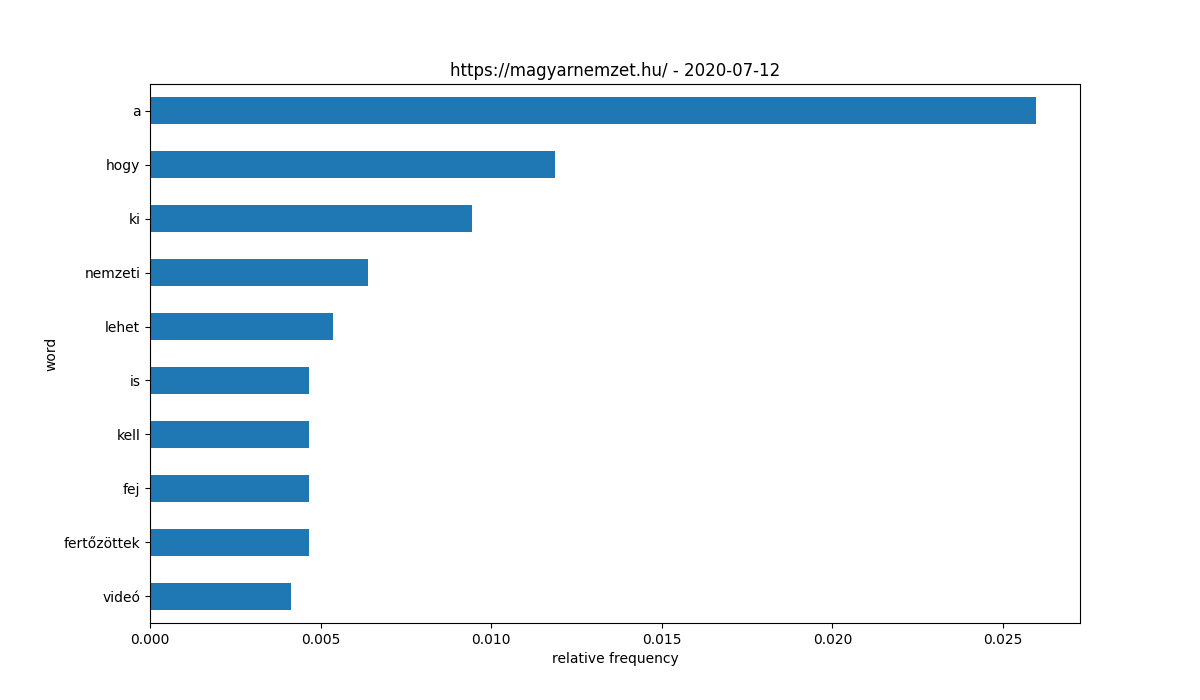 https://magyarnemzet.hu/ - 2020-07-12
a
hogy
ki
nemzeti
lehet
is
kell
fej
fertőzöttek
videó
word
0.000 0.005 0.010 0.015 0.020 0.025
relative frequency